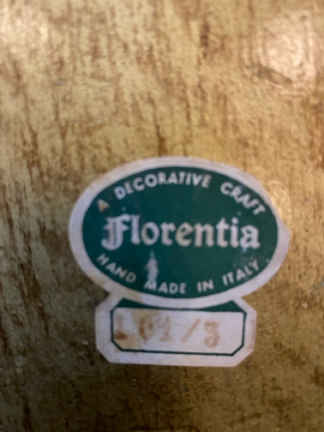 A DECORATIVE CRAFT
Florentia
HAND MADE IN ITALY